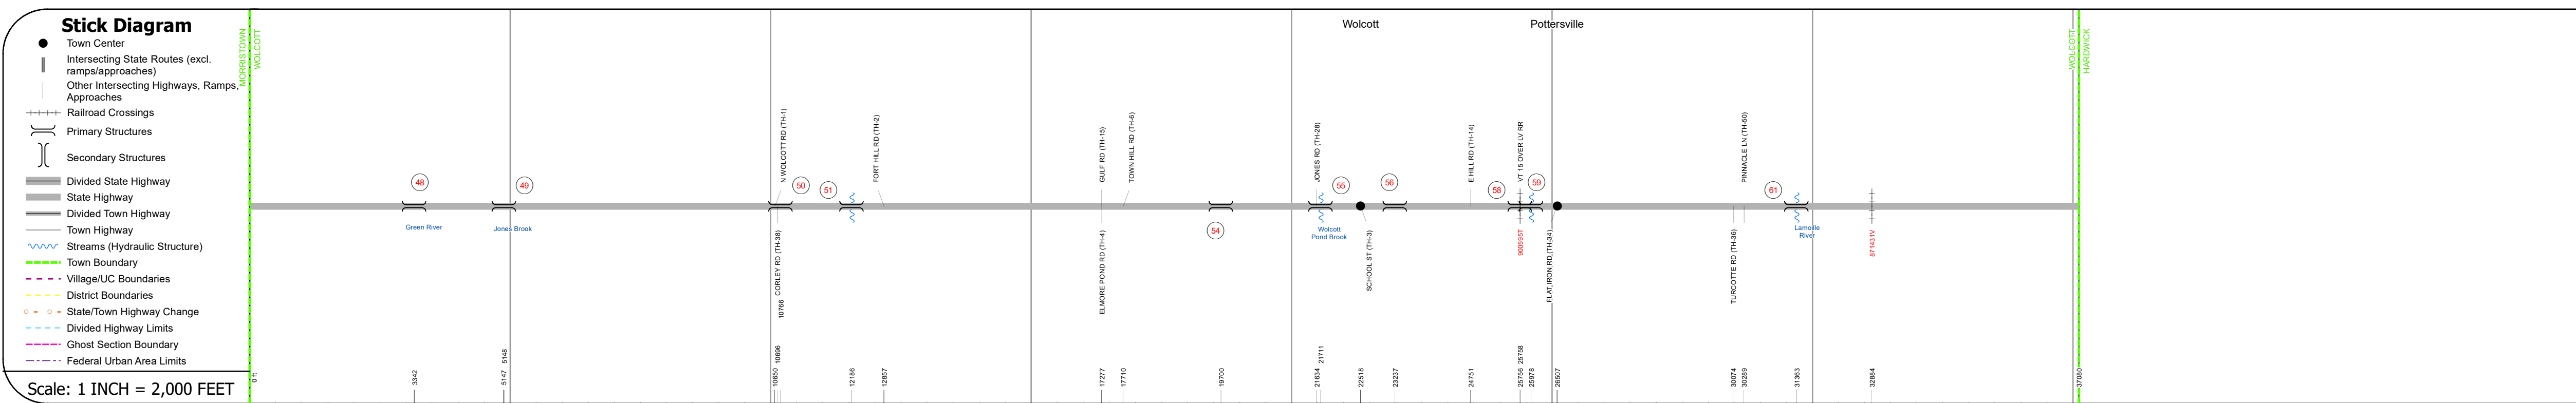 Stick Diagram
Town Center
Intersecting State Routes (excl.
ramps/approaches)
Other Intersecting Highways, Ramps,
Approaches
Railroad Crossings
Primary Structures
Secondary Structures
Divided State Highway
State Highway
Divided Town Highway
Town Highway
Streams (Hydraulic Structure)
Town Boundary
Village/UC Boundaries
District Boundaries
State/Town Highway Change
Divided Highway Limits
Ghost Section Boundary
Federal Urban Area Limits
Scale: 1 INCH = 2,000 FEET
Wolcott
Pottersville
MORRISTOWN
WOLCOTT
WOLCOTT
HARDWICK
N WOLCOTT RD (TH-1)
FORT HILL RD (TH-2)
GULF RD (TH-15)
TOWN HILL RD (TH-6)
JONES RD (TH-28)
E HILL RD (TH-14)
VT 15 OVER LV RR
PINNACLE LN (TH-50)
48
49
50
51
54
55
56
58
59
61
Green River
Jones Brook
Wolcott
Pond Brook
Lamoille
River
10766 CORLEY RD (TH-38)
ELMORE POND RD (TH-4)
SCHOOL ST (TH-3)
900595T
FLAT IRON RD (TH-34)
TURCOTTE RD (TH-36)
871431V
0 ft
3342
5147
5148
10650
10696
12186
12857
17277
17710
19700
21634
21711
22518
23237
24751
25756
25758
25978
26507
30074
30289
31363
32884
37080